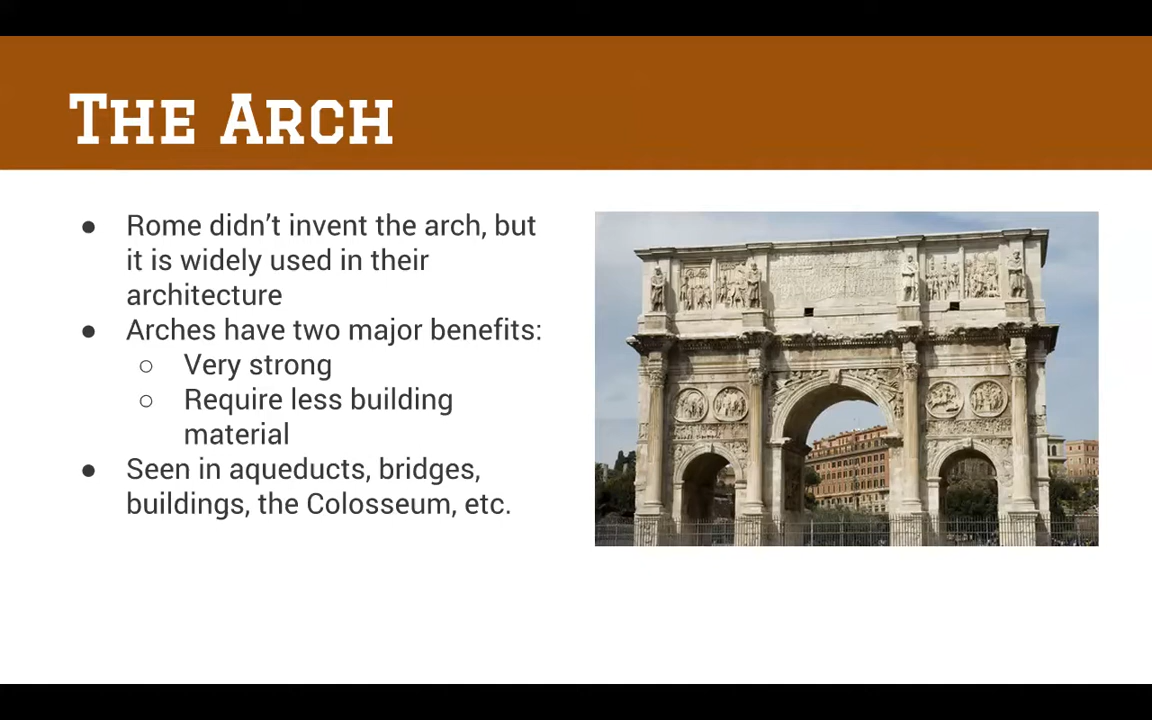 The Arch
● Rome didn’t invent the arch, but
it is widely used in their
architecture
● Arches have two major benefits:
○ Very strong
○ Require less building
material
● Seen in aqueducts, bridges,
buildings, the Colosseum, etc.